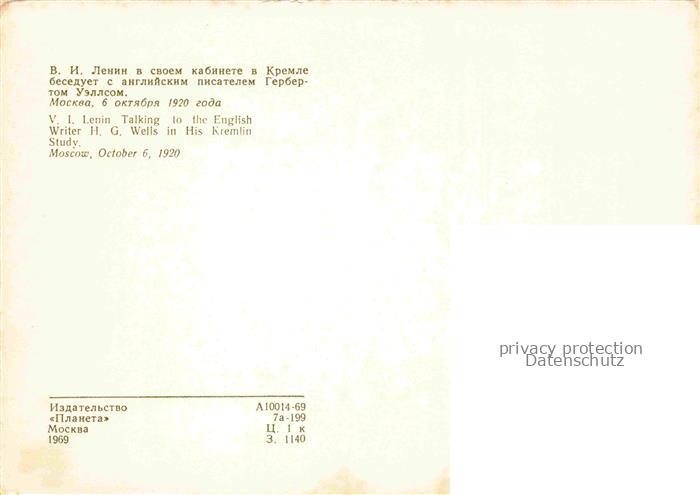 В. И. Ленин в своем кабинете в Кремле
беседует с английским писателем Гербер-
том Уэллсом.
Москва, 6 октября 1920 года
V. I. Lenin Talking to the English
Writer H. G. Wells in His Kremlin
Study.
Moscow, October 6, 1920
privacy protection
Datenschutz
Издательство
«Планета»
Москва
1969
А10014-69
7а-199
Ц. 1 к
З. 1140